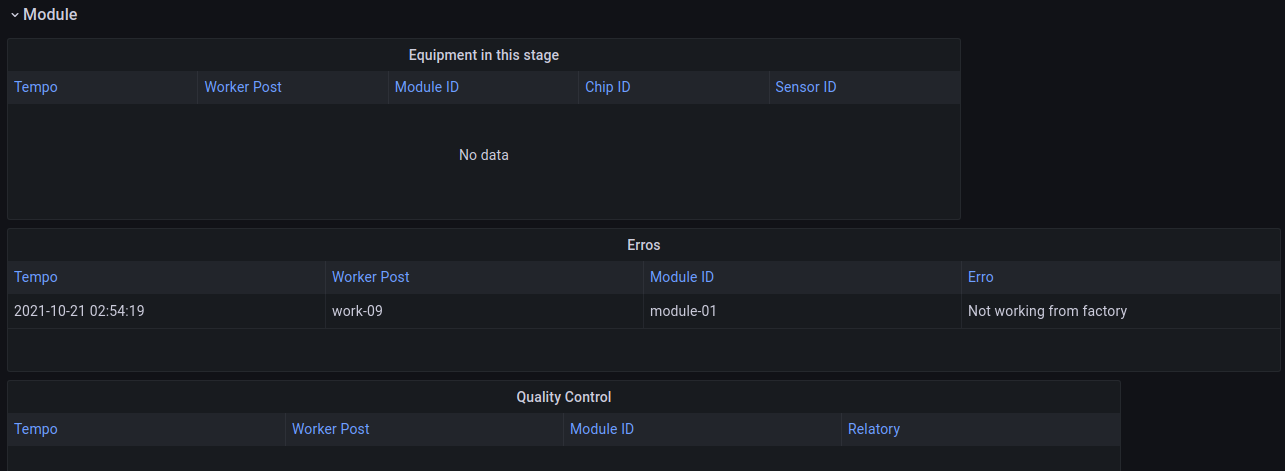 Module
Equipment in this stage
Tempo Worker Post Module ID Chip ID Sensor ID
No data
Erros
Tempo Worker Post Module ID Erro
2021-10-21 02:54:19 work-09 module-01 Not working from factory
Quality Control
Tempo Worker Post Module ID Relatory